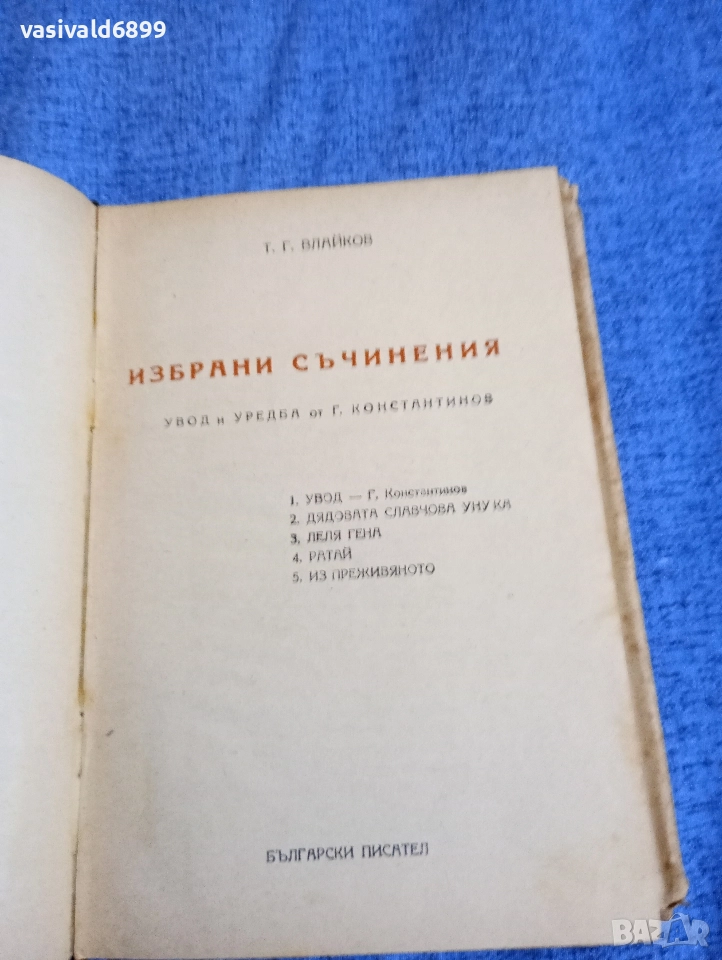 vasivald6899
Т. Г. ВЛАЙКОВ
ИЗБРАНИ СЪЧИНЕНИЯ
УВОД и УРЕДБА от Г. КОНСТАНТИНОВ
1. УВОД — Г. Константинов
2. ДЯДОВАТА СЛАВЧОВА УНУКА
3. ЛЕЛЯ ГЕНА
4. РАТАЙ
5. ИЗ ПРЕЖИВЯНОТО
БЪЛГАРСКИ ПИСАТЕЛ
BAZAR